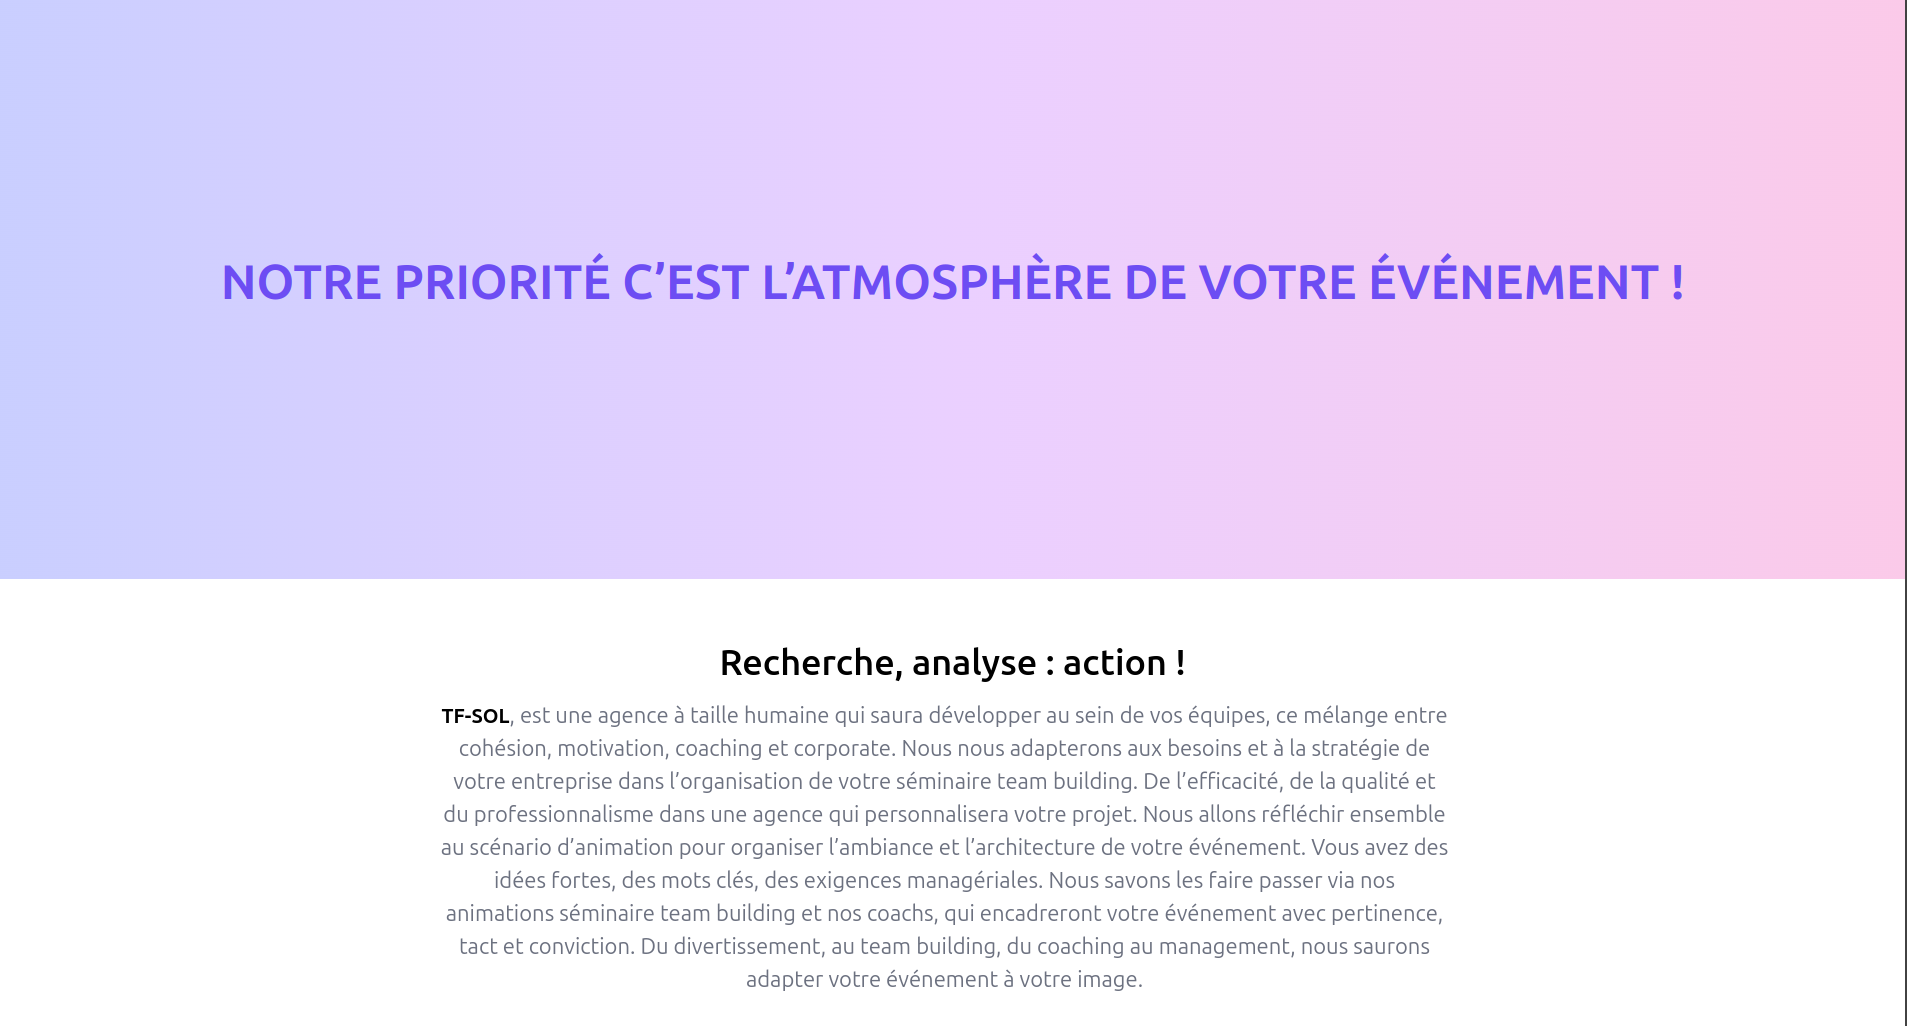 NOTRE PRIORITÉ C’EST L’ATMOSPHÈRE DE VOTRE ÉVÉNEMENT !
Recherche, analyse : action !
TF-SOL, est une agence à taille humaine qui saura développer au sein de vos équipes, ce mélange entre
cohésion, motivation, coaching et corporate. Nous nous adapterons aux besoins et à la stratégie de
votre entreprise dans l’organisation de votre séminaire team building. De l’efficacité, de la qualité et
du professionnalisme dans une agence qui personnalisera votre projet. Nous allons réfléchir ensemble
au scénario d’animation pour organiser l’ambiance et l’architecture de votre événement. Vous avez des
idées fortes, des mots clés, des exigences managériales. Nous savons les faire passer via nos
animations séminaire team building et nos coachs, qui encadreront votre événement avec pertinence,
tact et conviction. Du divertissement, au team building, du coaching au management, nous saurons
adapter votre événement à votre image.